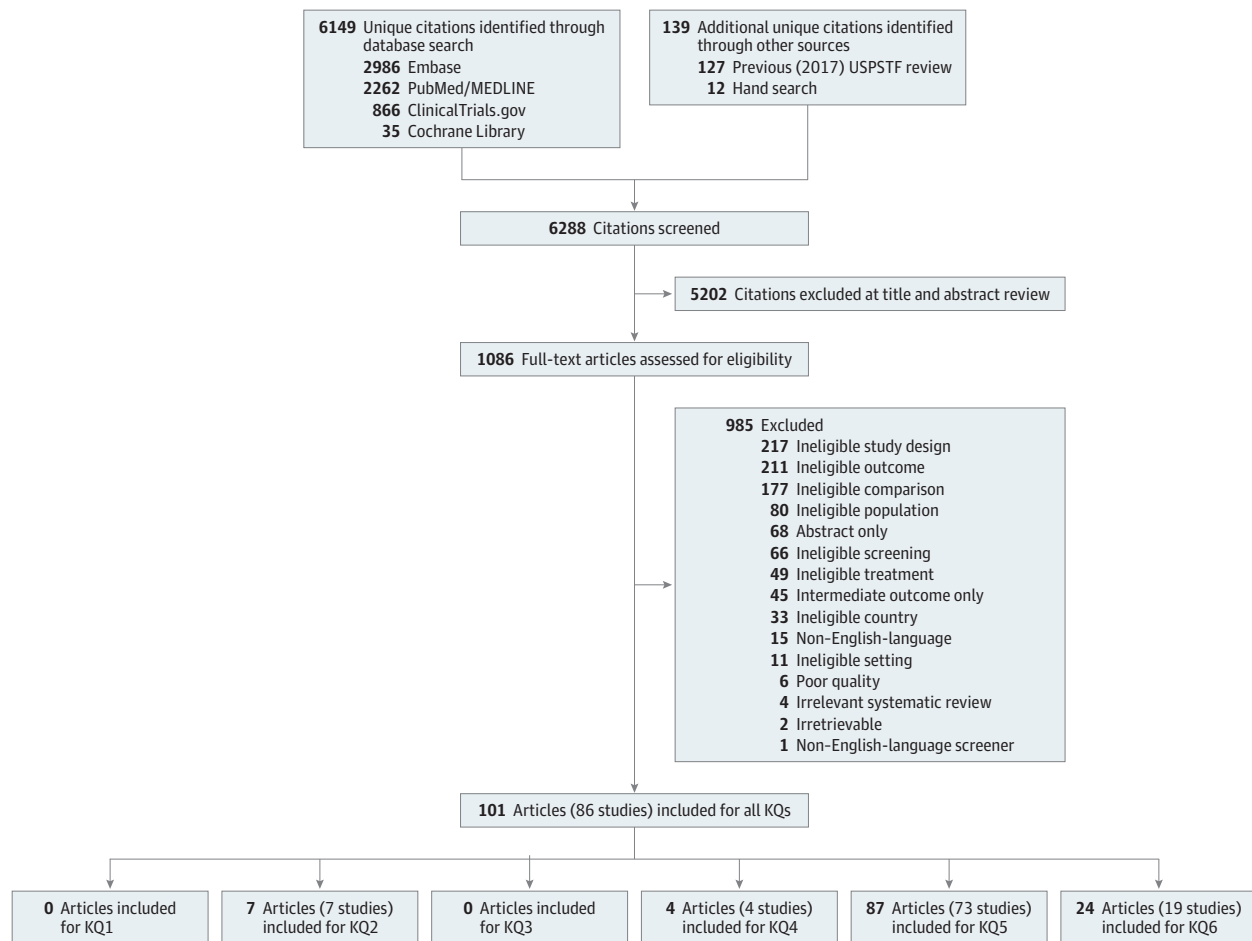 6149 Unique citations identified through
database search
2986 Embase
2262 PubMed/MEDLINE
866 ClinicalTrials.gov
35 Cochrane Library
139 Additional unique citations identified
through other sources
127 Previous (2017) USPSTF review
12 Hand search
6288 Citations screened
5202 Citations excluded at title and abstract review
1086 Full-text articles assessed for eligibility
985 Excluded
217 Ineligible study design
211 Ineligible outcome
177 Ineligible comparison
80 Ineligible population
68 Abstract only
66 Ineligible screening
49 Ineligible treatment
45 Intermediate outcome only
33 Ineligible country
15 Non-English-language
11 Ineligible setting
6 Poor quality
4 Irrelevant systematic review
2 Irretrievable
1 Non-English-language screener
101 Articles (86 studies) included for all KQs
0 Articles included
for KQ1
7 Articles (7 studies)
included for KQ2
0 Articles included
for KQ3
4 Articles (4 studies)
included for KQ4
87 Articles (73 studies)
included for KQ5
24 Articles (19 studies)
included for KQ6